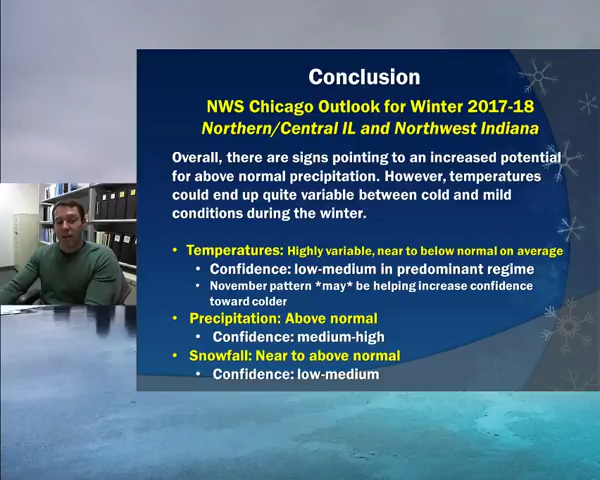 Conclusion
NWS Chicago Outlook for Winter 2017-18
Northern/Central IL and Northwest Indiana
Overall, there are signs pointing to an increased potential
for above normal precipitation. However, temperatures
could end up quite variable between cold and mild
conditions during the winter.
• Temperatures: Highly variable, near to below normal on average
• Confidence: low-medium in predominant regime
• November pattern *may* be helping increase confidence
toward colder
• Precipitation: Above normal
• Confidence: medium-high
• Snowfall: Near to above normal
• Confidence: low-medium